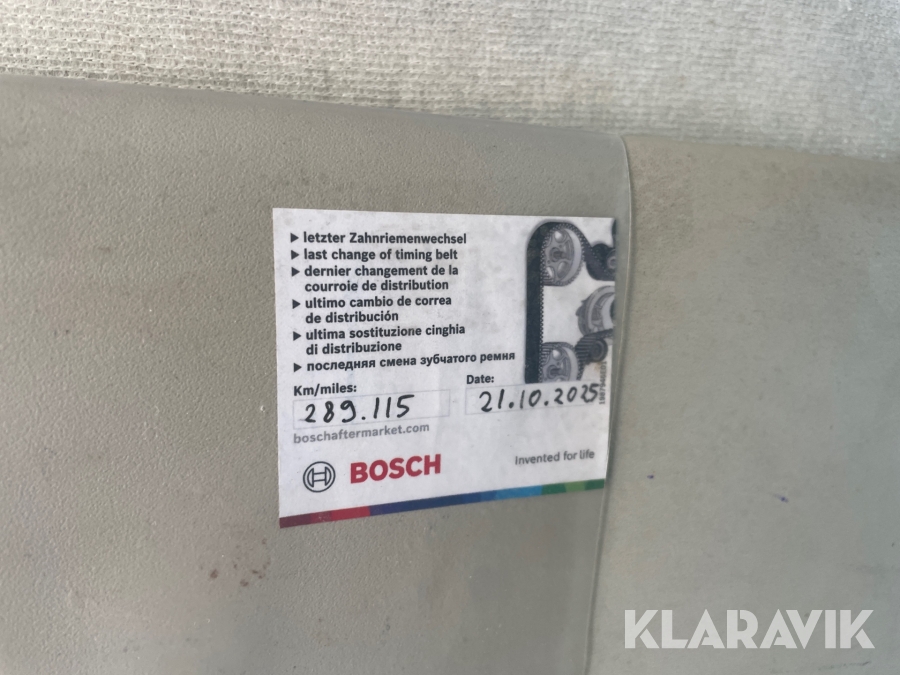 ▸ letzter Zahnriemenwechsel
▸ last change of timing belt
▸ dernier changement de la
courroie de distribution
▸ ultimo cambio de correa
de distribución
▸ ultima sostituzione cinghia
di distribuzione
▸ последняя смена зубчатого ремня
Km/miles: Date:
289.115 21.10.2025
boschaftermarket.com
BOSCH Invented for life
KLARAVIK